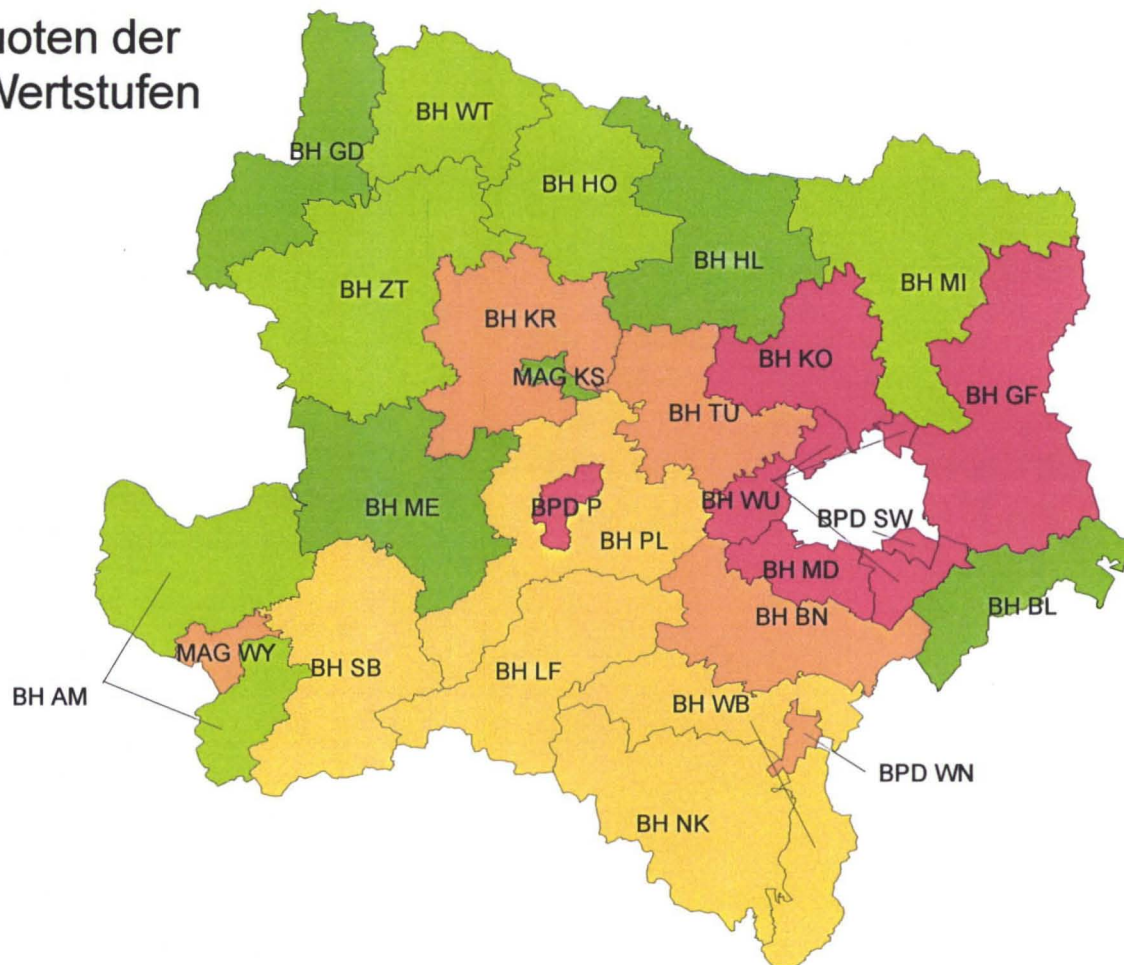 uoten der
Wertstufen
BH WT
BH GD
BH HO
BH HL
BH MI
BH ZT
BH KR
BH KO
MAG KS
BH GF
BH TU
BH ME
BPD P
BH WU
BPD SW
BH PL
BH MD
BH BL
BH BN
MAG WY
BH SB
BH LF
BH AM
BH WB
BPD WN
BH NK